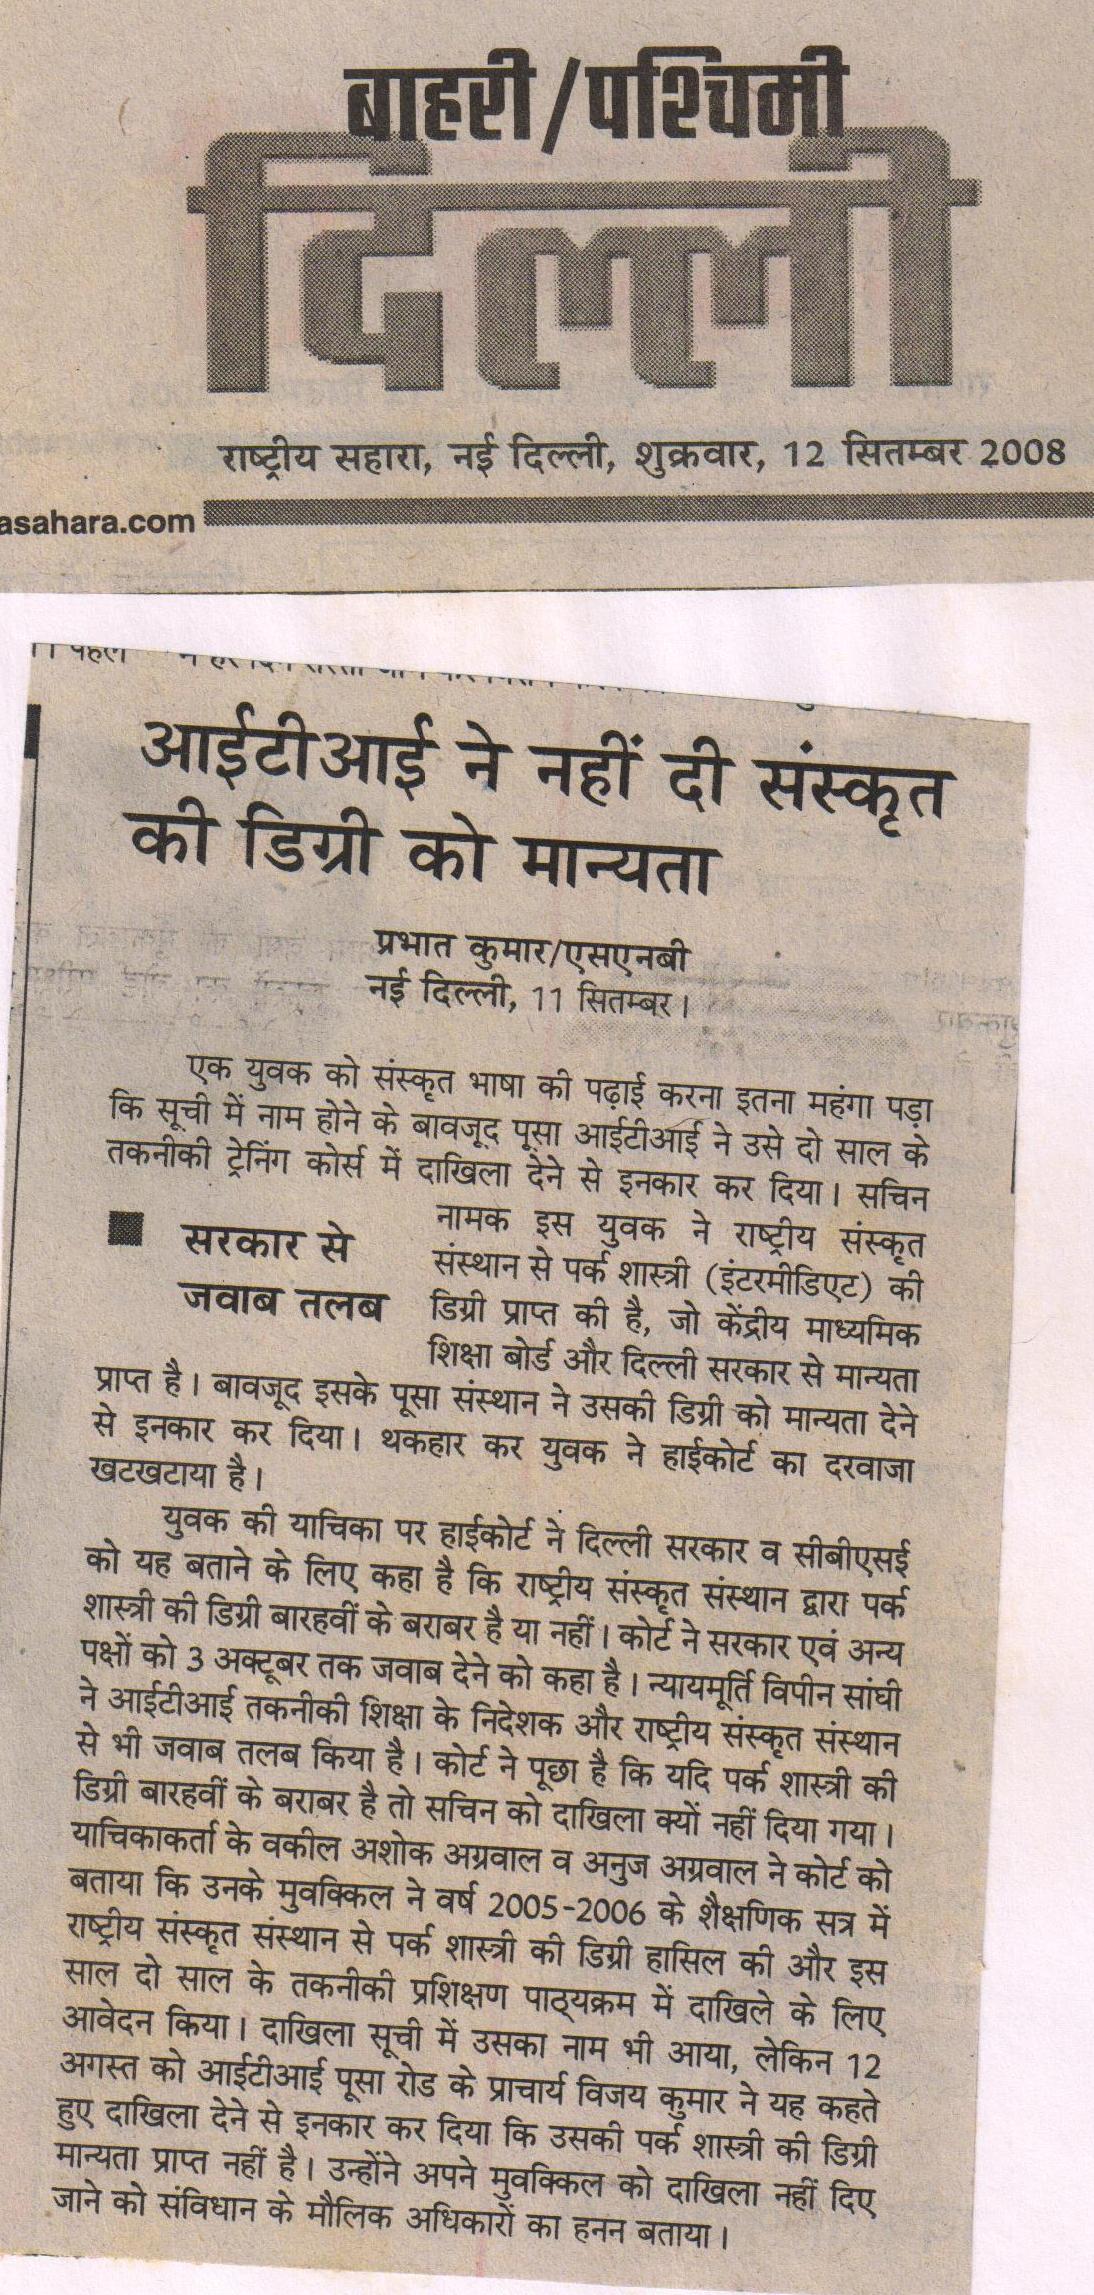 बाहरी/पश्चिमी
दिल्ली
राष्ट्रीय सहारा, नई दिल्ली, शुक्रवार, 12 सितम्बर 2008
asahara.com
आईटीआई ने नहीं दी संस्कृत
की डिग्री को मान्यता
प्रभात कुमार/एसएनबी
नई दिल्ली, 11 सितम्बर।
एक युवक को संस्कृत भाषा की पढ़ाई करना इतना महंगा पड़ा
कि सूची में नाम होने के बावजूद पूसा आईटीआई ने उसे दो साल के
तकनीकी ट्रेनिंग कोर्स में दाखिला देने से इनकार कर दिया। सचिन
■ सरकार से
जवाब तलब
नामक इस युवक ने राष्ट्रीय संस्कृत
संस्थान से पर्क शास्त्री (इंटरमीडिएट) की
डिग्री प्राप्त की है, जो केंद्रीय माध्यमिक
शिक्षा बोर्ड और दिल्ली सरकार से मान्यता
प्राप्त है। बावजूद इसके पूसा संस्थान ने उसकी डिग्री को मान्यता देने
से इनकार कर दिया। थकहार कर युवक ने हाईकोर्ट का दरवाजा
खटखटाया है।
युवक की याचिका पर हाईकोर्ट ने दिल्ली सरकार व सीबीएसई
को यह बताने के लिए कहा है कि राष्ट्रीय संस्कृत संस्थान द्वारा पर्क
शास्त्री की डिग्री बारहवीं के बराबर है या नहीं। कोर्ट ने सरकार एवं अन्य
पक्षों को 3 अक्टूबर तक जवाब देने को कहा है। न्यायमूर्ति विपीन सांघी
ने आईटीआई तकनीकी शिक्षा के निदेशक और राष्ट्रीय संस्कृत संस्थान
से भी जवाब तलब किया है। कोर्ट ने पूछा है कि यदि पर्क शास्त्री की
डिग्री बारहवीं के बराबर है तो सचिन को दाखिला क्यों नहीं दिया गया।
याचिकाकर्ता के वकील अशोक अग्रवाल व अनुज अग्रवाल ने कोर्ट को
बताया कि उनके मुवक्किल ने वर्ष 2005-2006 के शैक्षणिक सत्र में
राष्ट्रीय संस्कृत संस्थान से पर्क शास्त्री की डिग्री हासिल की और इस
साल दो साल के तकनीकी प्रशिक्षण पाठ्यक्रम में दाखिले के लिए
आवेदन किया। दाखिला सूची में उसका नाम भी आया, लेकिन 12
अगस्त को आईटीआई पूसा रोड के प्राचार्य विजय कुमार ने यह कहते
हुए दाखिला देने से इनकार कर दिया कि उसकी पर्क शास्त्री की डिग्री
मान्यता प्राप्त नहीं है। उन्होंने अपने मुवक्किल को दाखिला नहीं दिए
जाने को संविधान के मौलिक अधिकारों का हनन बताया।